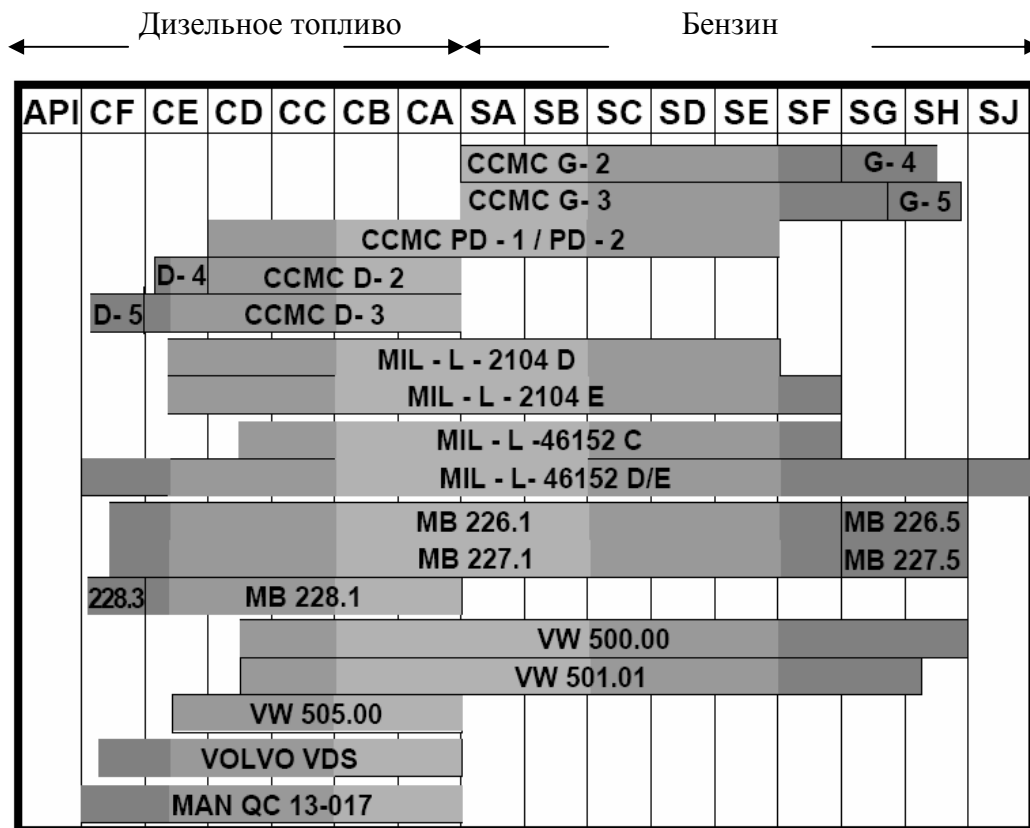 Дизельное топливо Бензин
API CF CE CD CC CB CA SA SB SC SD SE SF SG SH SJ
CCMC G- 2 G- 4
CCMC G- 3 G- 5
CCMC PD - 1 / PD - 2
D- 4 CCMC D- 2
D- 5 CCMC D- 3
MIL - L - 2104 D
MIL - L - 2104 E
MIL - L -46152 C
MIL - L- 46152 D/E
MB 226.1 MB 226.5
MB 227.1 MB 227.5
228.3 MB 228.1
VW 500.00
VW 501.01
VW 505.00
VOLVO VDS
MAN QC 13-017